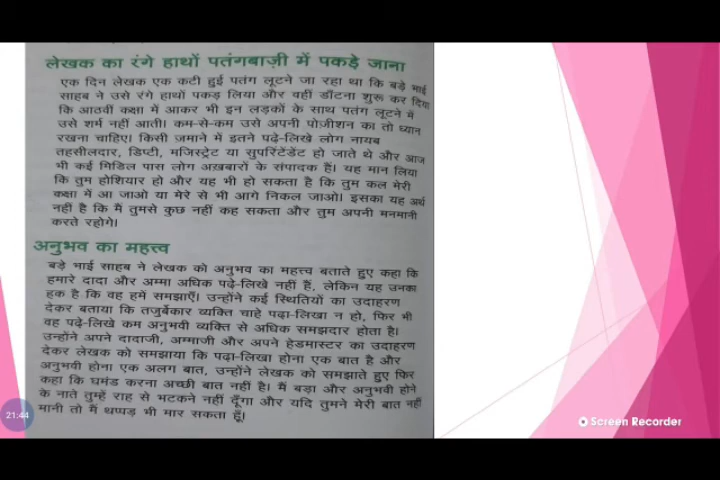 लेखक का रंगे हाथों पतंगबाज़ी में पकड़े जाना
एक दिन लेखक एक कटी हुई पतंग लूटने जा रहा था कि बड़े भाई
साहब ने उसे रंगे हाथों पकड़ लिया और वहीं डाँटना शुरू कर दिया
कि आठवीं कक्षा में आकर भी इन लड़कों के साथ पतंग लूटने में
उसे शर्म नहीं आती। कम-से-कम उसे अपनी पोज़ीशन का तो ध्यान
रखना चाहिए। किसी जमाने में इतने पढ़े-लिखे लोग नायब
तहसीलदार, डिप्टी, मजिस्ट्रेट या सुपरिंटेंडेंट हो जाते थे और आज
भी कई मिडिल पास लोग अख़बारों के संपादक हैं। यह मान लिया
कि तुम होशियार हो और यह भी हो सकता है कि तुम कल मेरी
कक्षा में आ जाओ या मेरे से भी आगे निकल जाओ। इसका यह अर्थ
नहीं है कि मैं तुमसे कुछ नहीं कह सकता और तुम अपनी मनमानी
करते रहोगे।
अनुभव का महत्त्व
बड़े भाई साहब ने लेखक को अनुभव का महत्त्व बताते हुए कहा कि
हमारे दादा और अम्मा अधिक पढ़े-लिखे नहीं हैं, लेकिन यह उनका
हक है कि वह हमें समझाएँ। उन्होंने कई स्थितियों का उदाहरण
देकर बताया कि तजुर्बेकार व्यक्ति चाहे पढ़ा-लिखा न हो, फिर भी
वह पढ़े-लिखे कम अनुभवी व्यक्ति से अधिक समझदार होता है।
उन्होंने अपने दादाजी, अम्माजी और अपने हेडमास्टर का उदाहरण
देकर लेखक को समझाया कि पढ़ा-लिखा होना एक बात है और
अनुभवी होना एक अलग बात, उन्होंने लेखक को समझाते हुए फिर
कहा कि घमंड करना अच्छी बात नहीं है। मैं बड़ा और अनुभवी होने
के नाते तुम्हें राह से भटकने नहीं दूँगा और यदि तुमने मेरी बात नहीं
मानी तो मैं थप्पड़ भी मार सकता हूँ।
21:44
Screen Recorder